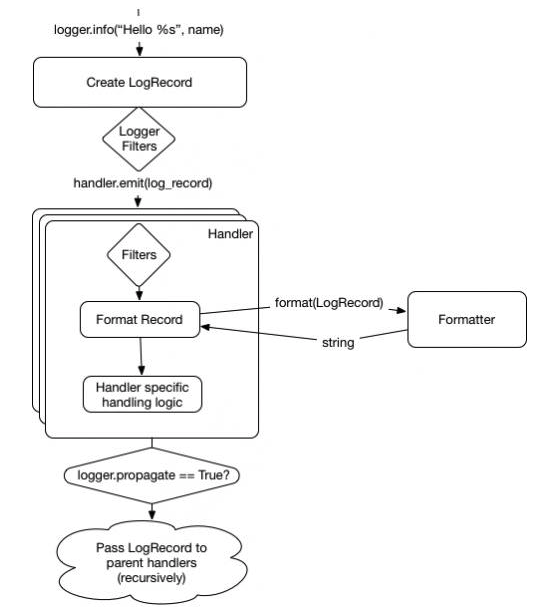 logger.info(“Hello %s”, name)
Create LogRecord
Logger
Filters
handler.emit(log_record)
Handler
Filters
Format Record
format(LogRecord)
Formatter
string
Handler specific
handling logic
logger.propagate == True?
Pass LogRecord to
parent handlers
(recursively)